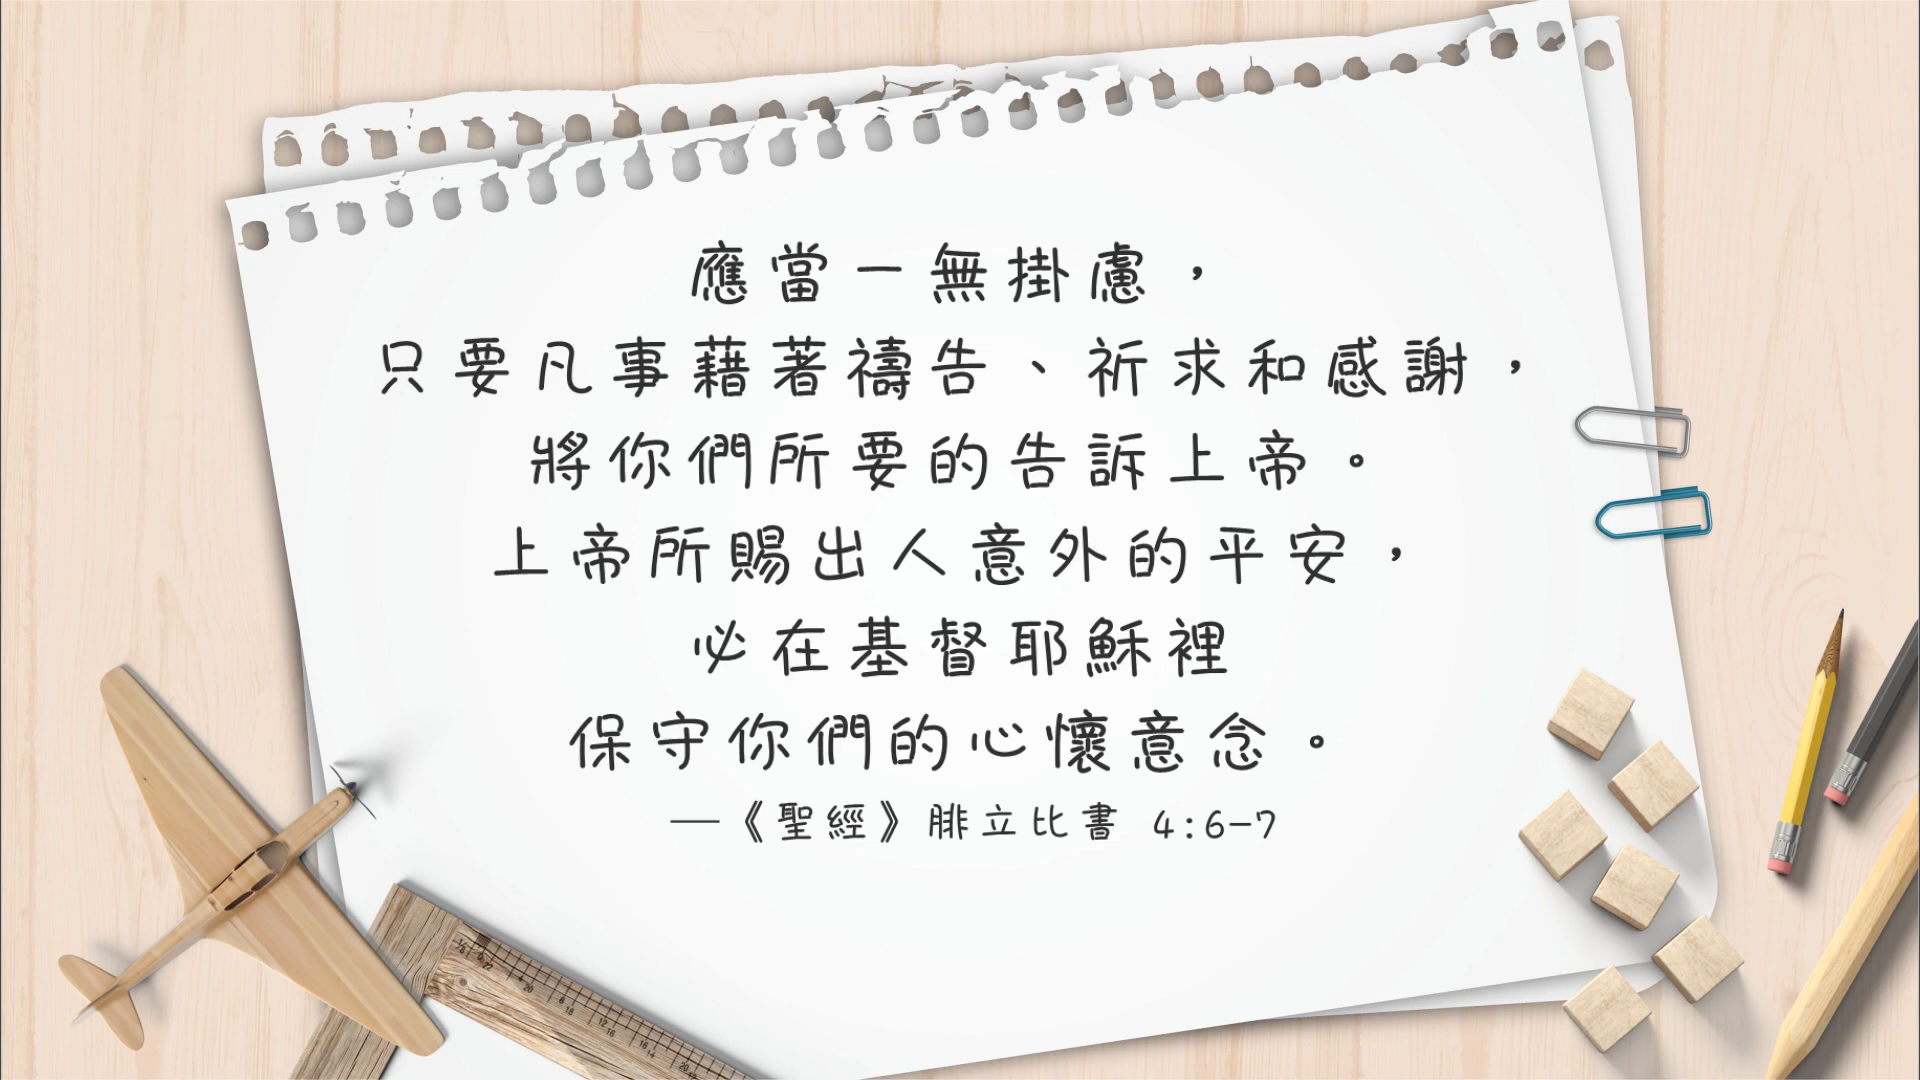 應當一無掛慮，
只要凡事藉著禱告、祈求和感謝，
將你們所要的告訴上帝。
上帝所賜出人意外的平安，
必在基督耶穌裡
保守你們的心懷意念。
—《聖經》腓立比書 4:6-7